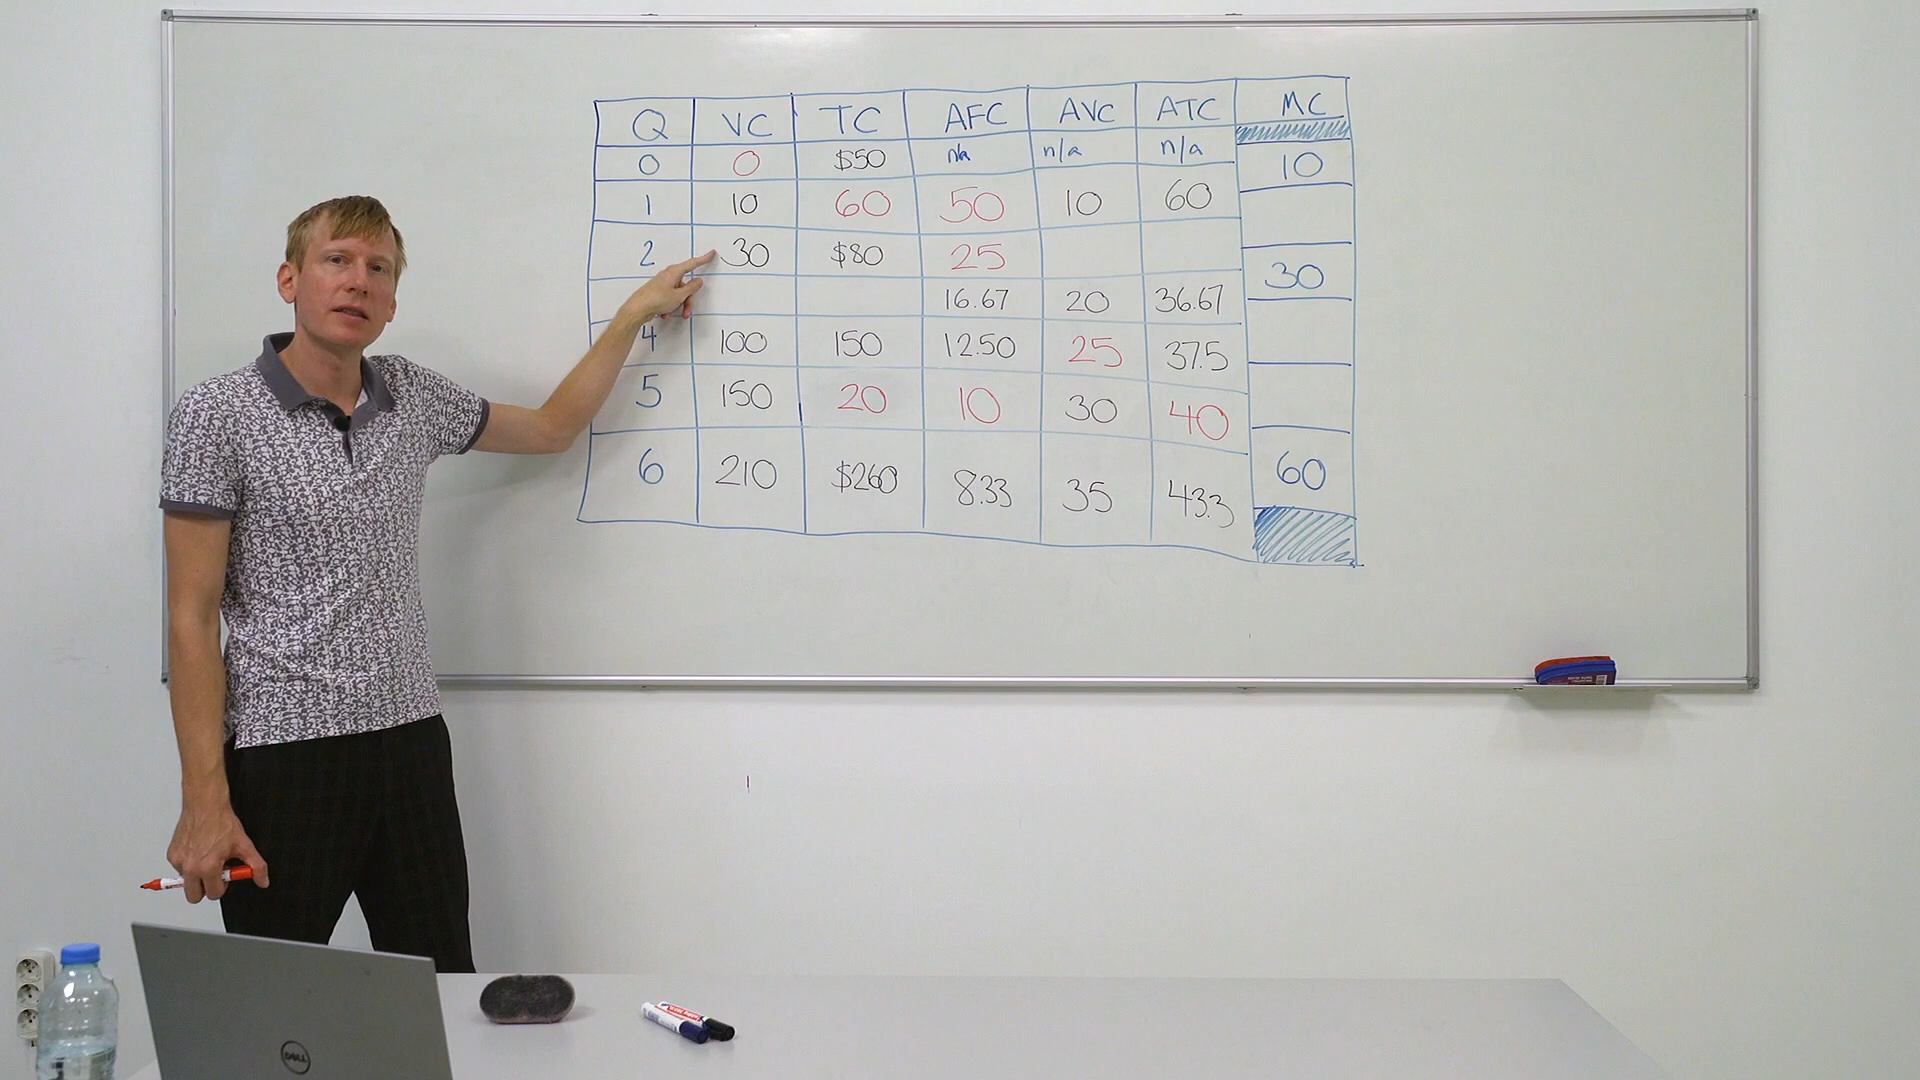 Q VC TC AFC AVC ATC MC
0 0 $50 n/a n/a n/a
10
1 10 60 50 10 60
2 30 $80 25
30
16.67 20 36.67
4 100 150 12.50 25 37.5
5 150 20 10 30 40
60
6 210 $260 8.33 35 43.3
DELL